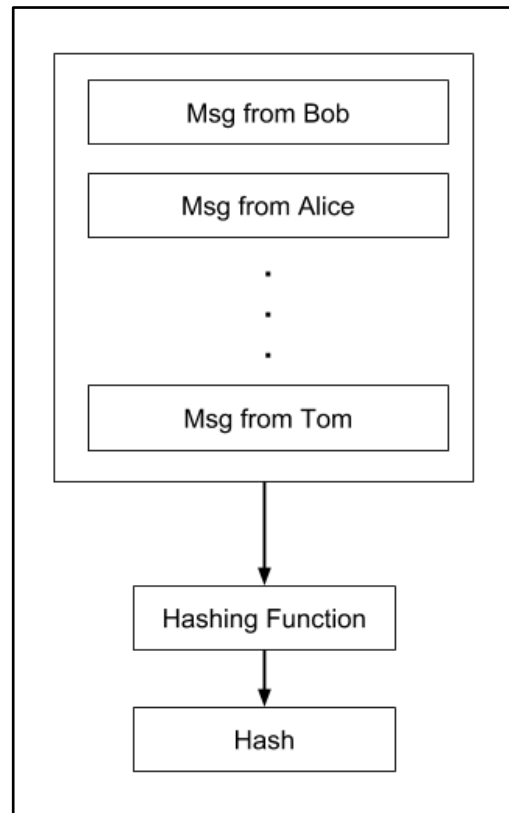 Msg from Bob
Msg from Alice
.
.
.
Msg from Tom
Hashing Function
Hash